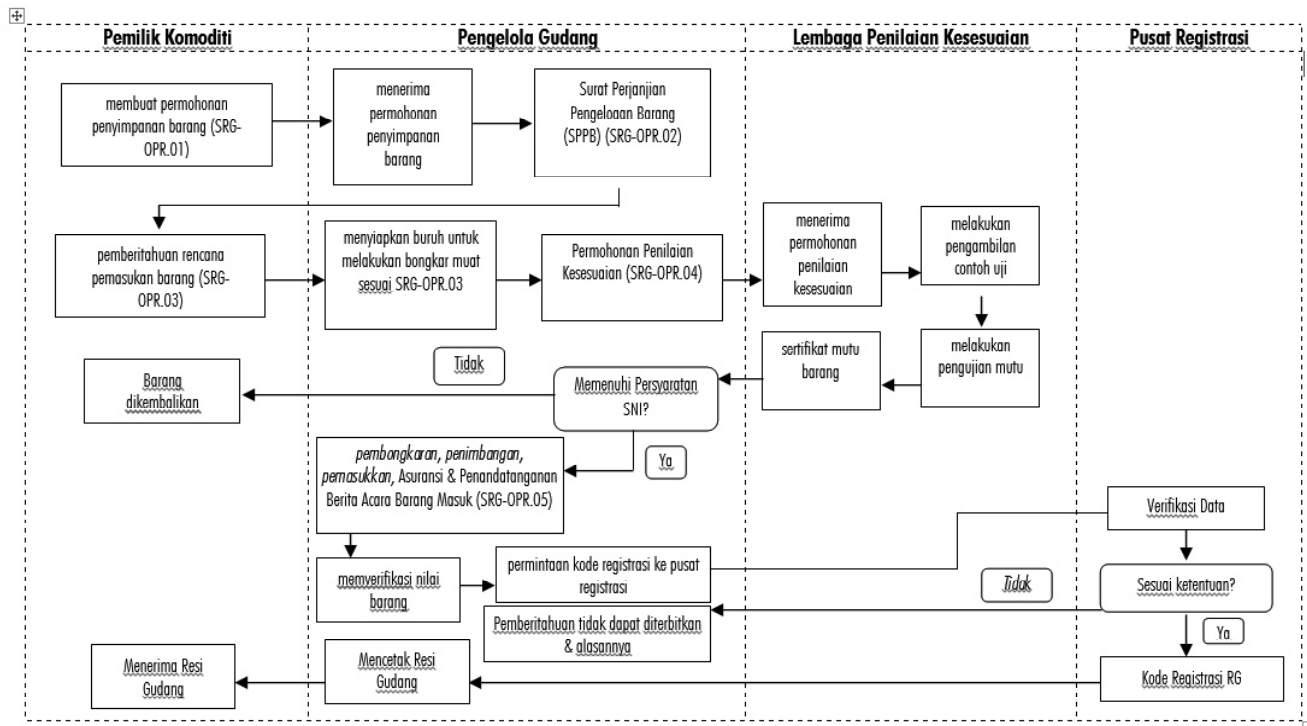 Pemilik Komoditi
Pengelola Gudang
Lembaga Penilaian Kesesuaian
Pusat Registrasi
membuat permohonan
penyimpanan barang (SRG-
OPR.01)
menerima
permohonan
penyimpanan
barang
Surat Perjanjian
Pengeloaan Barang
(SPPB) (SRG-OPR.02)
pemberitahuan rencana
pemasukan barang (SRG-
OPR.03)
menyiapkan buruh untuk
melakukan bongkar muat
sesuai SRG-OPR.03
Permohonan Penilaian
Kesesuaian (SRG-OPR.04)
menerima
permohonan
penilaian
kesesuaian
melakukan
pengambilan
contoh uji
melakukan
pengujian mutu
sertifikat mutu
barang
Memenuhi Persyaratan
SNI?
Tidak
Barang
dikembalikan
Ya
pembongkaran, penimbangan,
pemasukkan, Asuransi & Penandatanganan
Berita Acara Barang Masuk (SRG-OPR.05)
memverifikasi nilai
barang
permintaan kode registrasi ke pusat
registrasi
Verifikasi Data
Sesuai ketentuan?
Tidak
Pemberitahuan tidak dapat diterbitkan
& alasannya
Ya
Kode Registrasi RG
Mencetak Resi
Gudang
Menerima Resi
Gudang